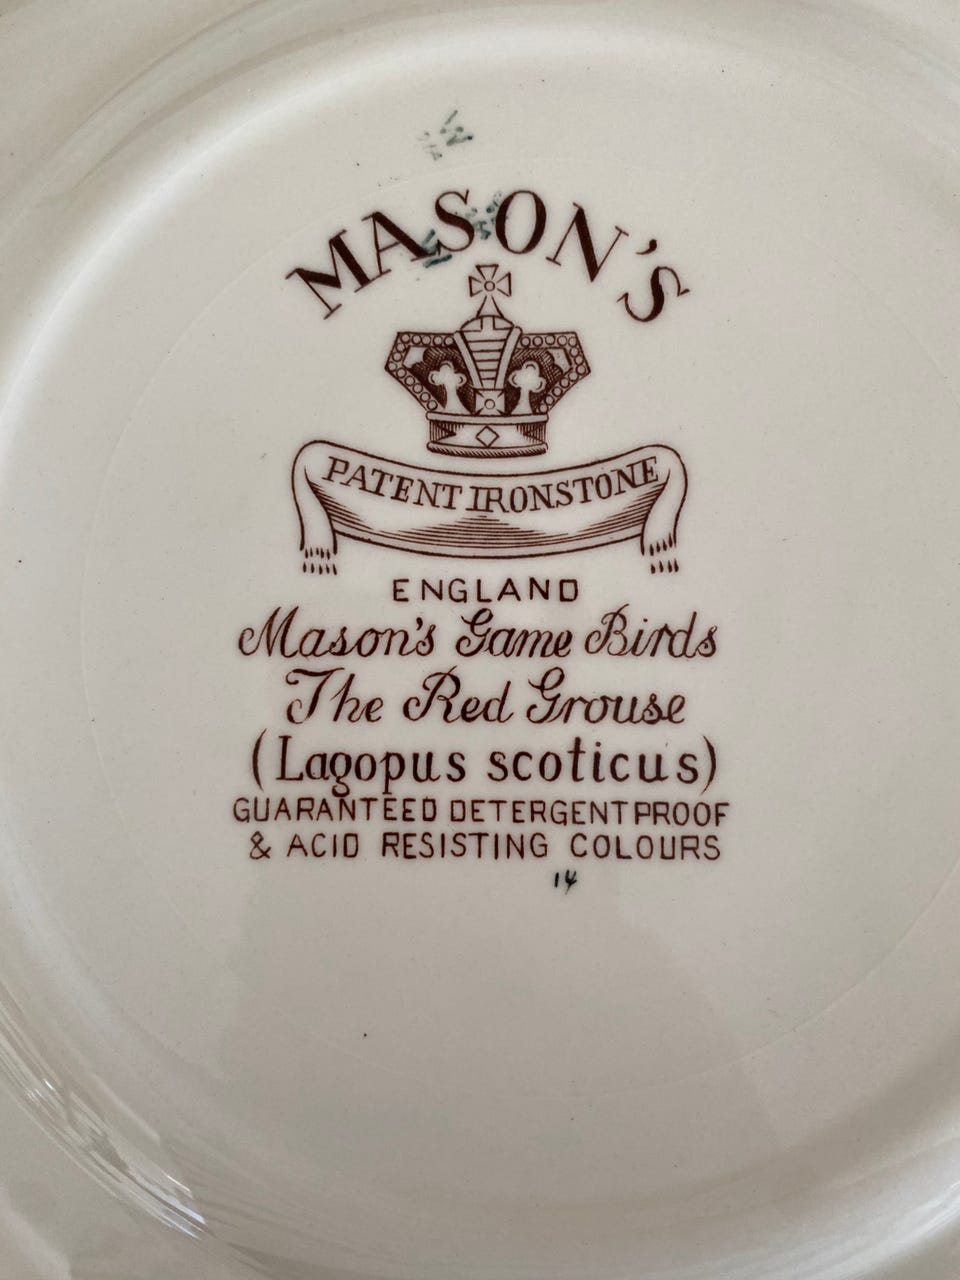 MASON'S
PATENT IRONSTONE
ENGLAND
Mason's Game Birds
The Red Grouse
(Lagopus scoticus)
GUARANTEED DETERGENT PROOF
& ACID RESISTING COLOURS
14